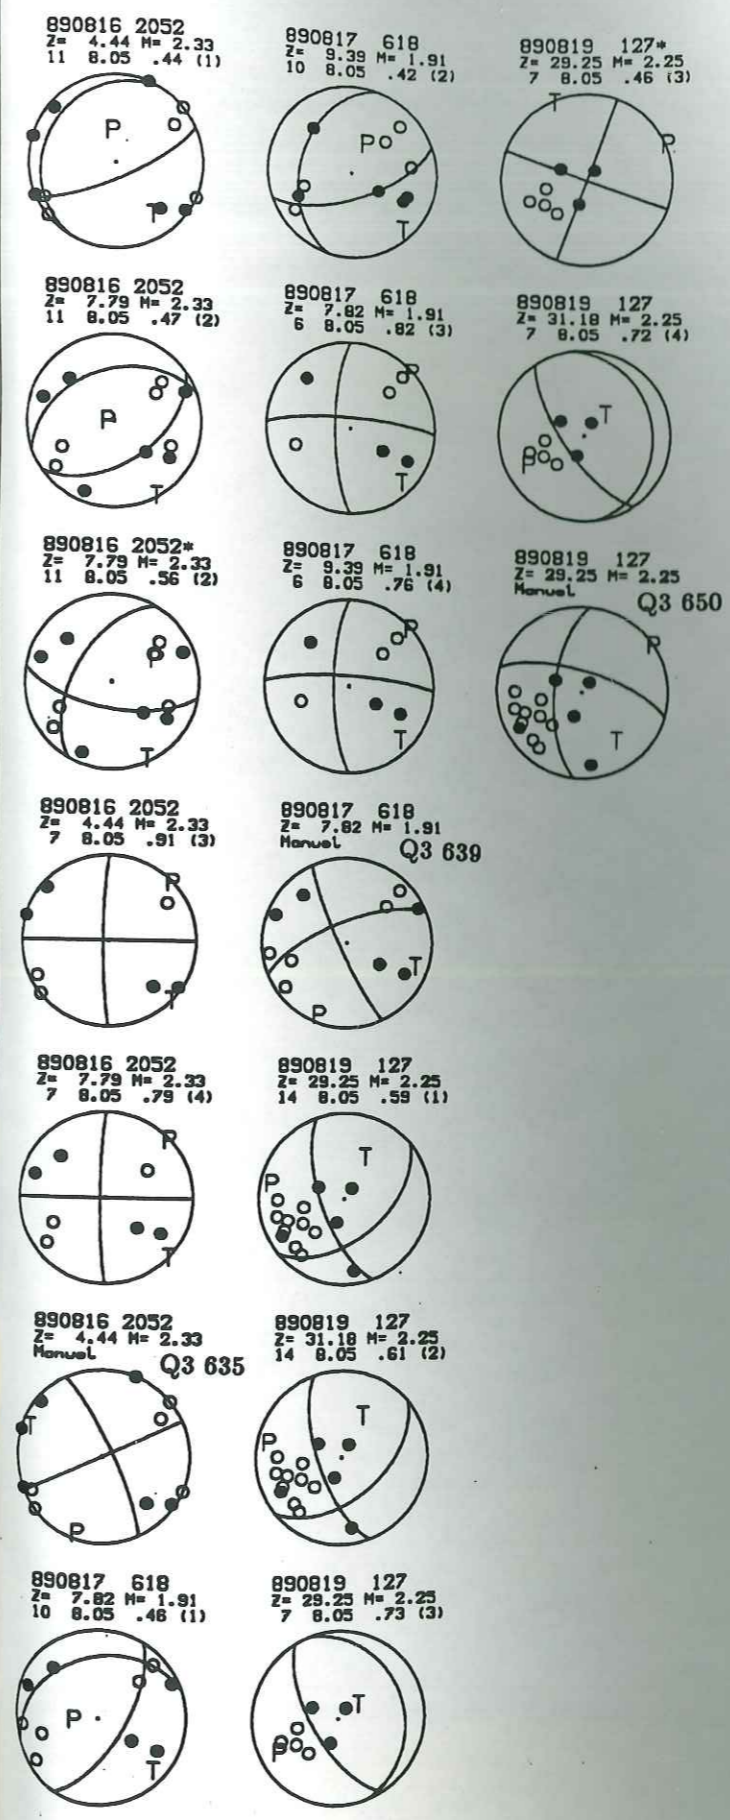 890816 2052
Z= 4.44 M= 2.33
11 8.05 .44 (1)
P
T
890816 2052
Z= 7.79 M= 2.33
11 8.05 .47 (2)
P
T
890816 2052*
Z= 7.79 M= 2.33
11 8.05 .56 (2)
P
T
890816 2052
Z= 4.44 M= 2.33
7 8.05 .91 (3)
P
T
890816 2052
Z= 7.79 M= 2.33
7 8.05 .79 (4)
P
T
890816 2052
Z= 4.44 M= 2.33
Manuel
Q3 635
T
P
890817 618
Z= 7.82 M= 1.91
10 8.05 .46 (1)
P
T
890817 618
Z= 9.39 M= 1.91
10 8.05 .42 (2)
P
T
890817 618
Z= 7.82 M= 1.91
6 8.05 .82 (3)
P
T
890817 618
Z= 9.39 M= 1.91
6 8.05 .76 (4)
P
T
890817 618
Z= 7.82 M= 1.91
Manuel
Q3 639
T
P
890819 127
Z= 29.25 M= 2.25
14 8.05 .59 (1)
T
P
890819 127
Z= 31.18 M= 2.25
14 8.05 .61 (2)
T
P
890819 127
Z= 29.25 M= 2.25
7 8.05 .73 (3)
T
P
890819 127*
Z= 29.25 M= 2.25
7 8.05 .46 (3)
T
P
890819 127
Z= 31.18 M= 2.25
7 8.05 .72 (4)
T
P
890819 127
Z= 29.25 M= 2.25
Manuel
Q3 650
P
T